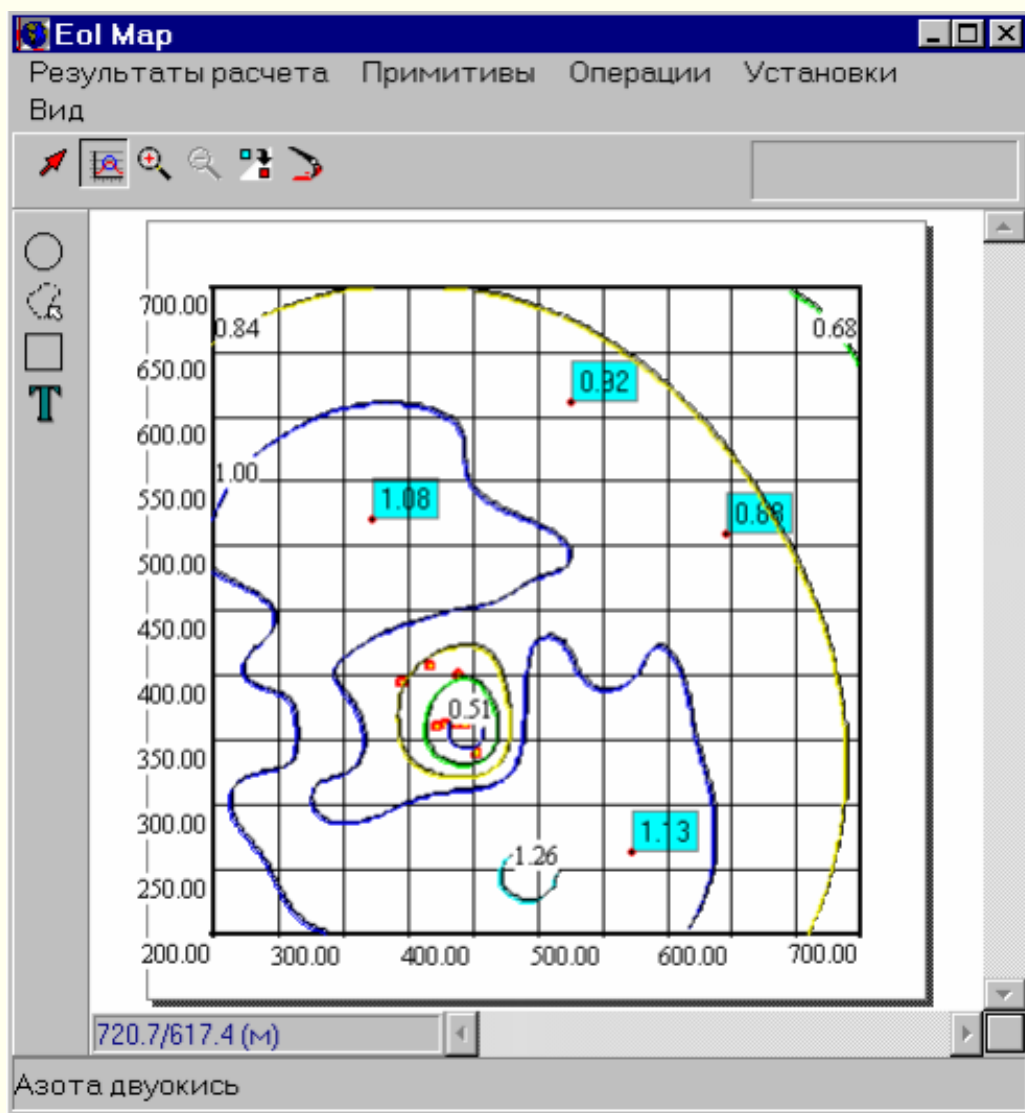 Eol Map
Результаты расчета Примитивы Операции Установки
Вид
T
700.00
0.84
0.68
650.00
0.92
600.00
1.00
550.00
1.08
0.88
500.00
450.00
400.00
0.51
350.00
300.00
1.13
1.26
250.00
200.00 300.00 400.00 500.00 600.00 700.00
720.7/617.4 (м)
Азота двуокись